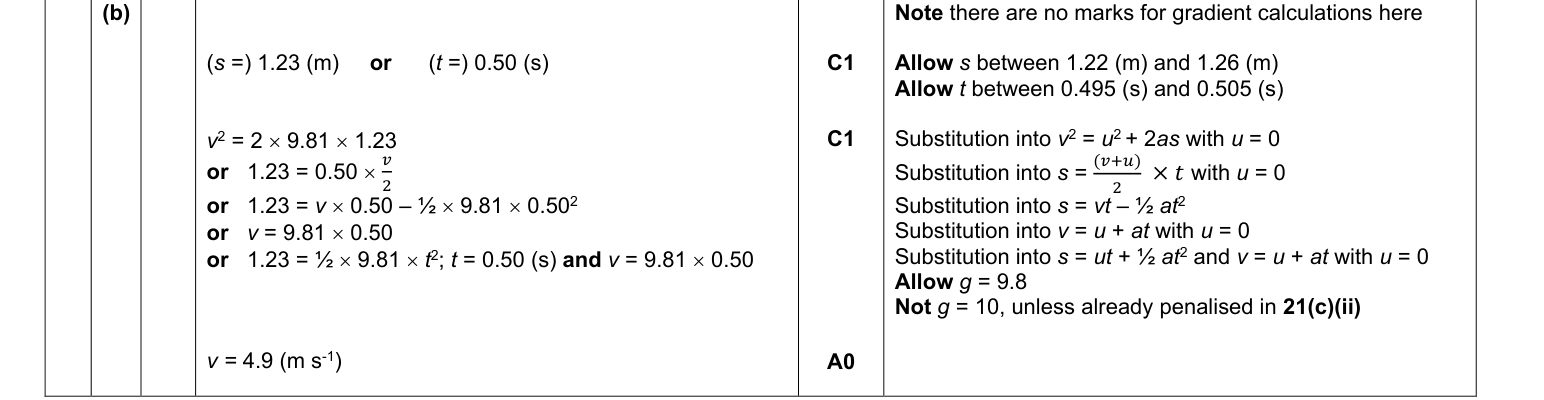 (b)
Note there are no marks for gradient calculations here
(s =) 1.23 (m) or (t =) 0.50 (s)
C1
Allow s between 1.22 (m) and 1.26 (m)
Allow t between 0.495 (s) and 0.505 (s)
v² = 2 × 9.81 × 1.23
or 1.23 = 0.50 × v/2
or 1.23 = v × 0.50 – ½ × 9.81 × 0.50²
or v = 9.81 × 0.50
or 1.23 = ½ × 9.81 × t²; t = 0.50 (s) and v = 9.81 × 0.50
C1
Substitution into v² = u² + 2as with u = 0
Substitution into s = (v+u)/2 × t with u = 0
Substitution into s = vt – ½ at²
Substitution into v = u + at with u = 0
Substitution into s = ut + ½ at² and v = u + at with u = 0
Allow g = 9.8
Not g = 10, unless already penalised in 21(c)(ii)
v = 4.9 (m s⁻¹)
A0